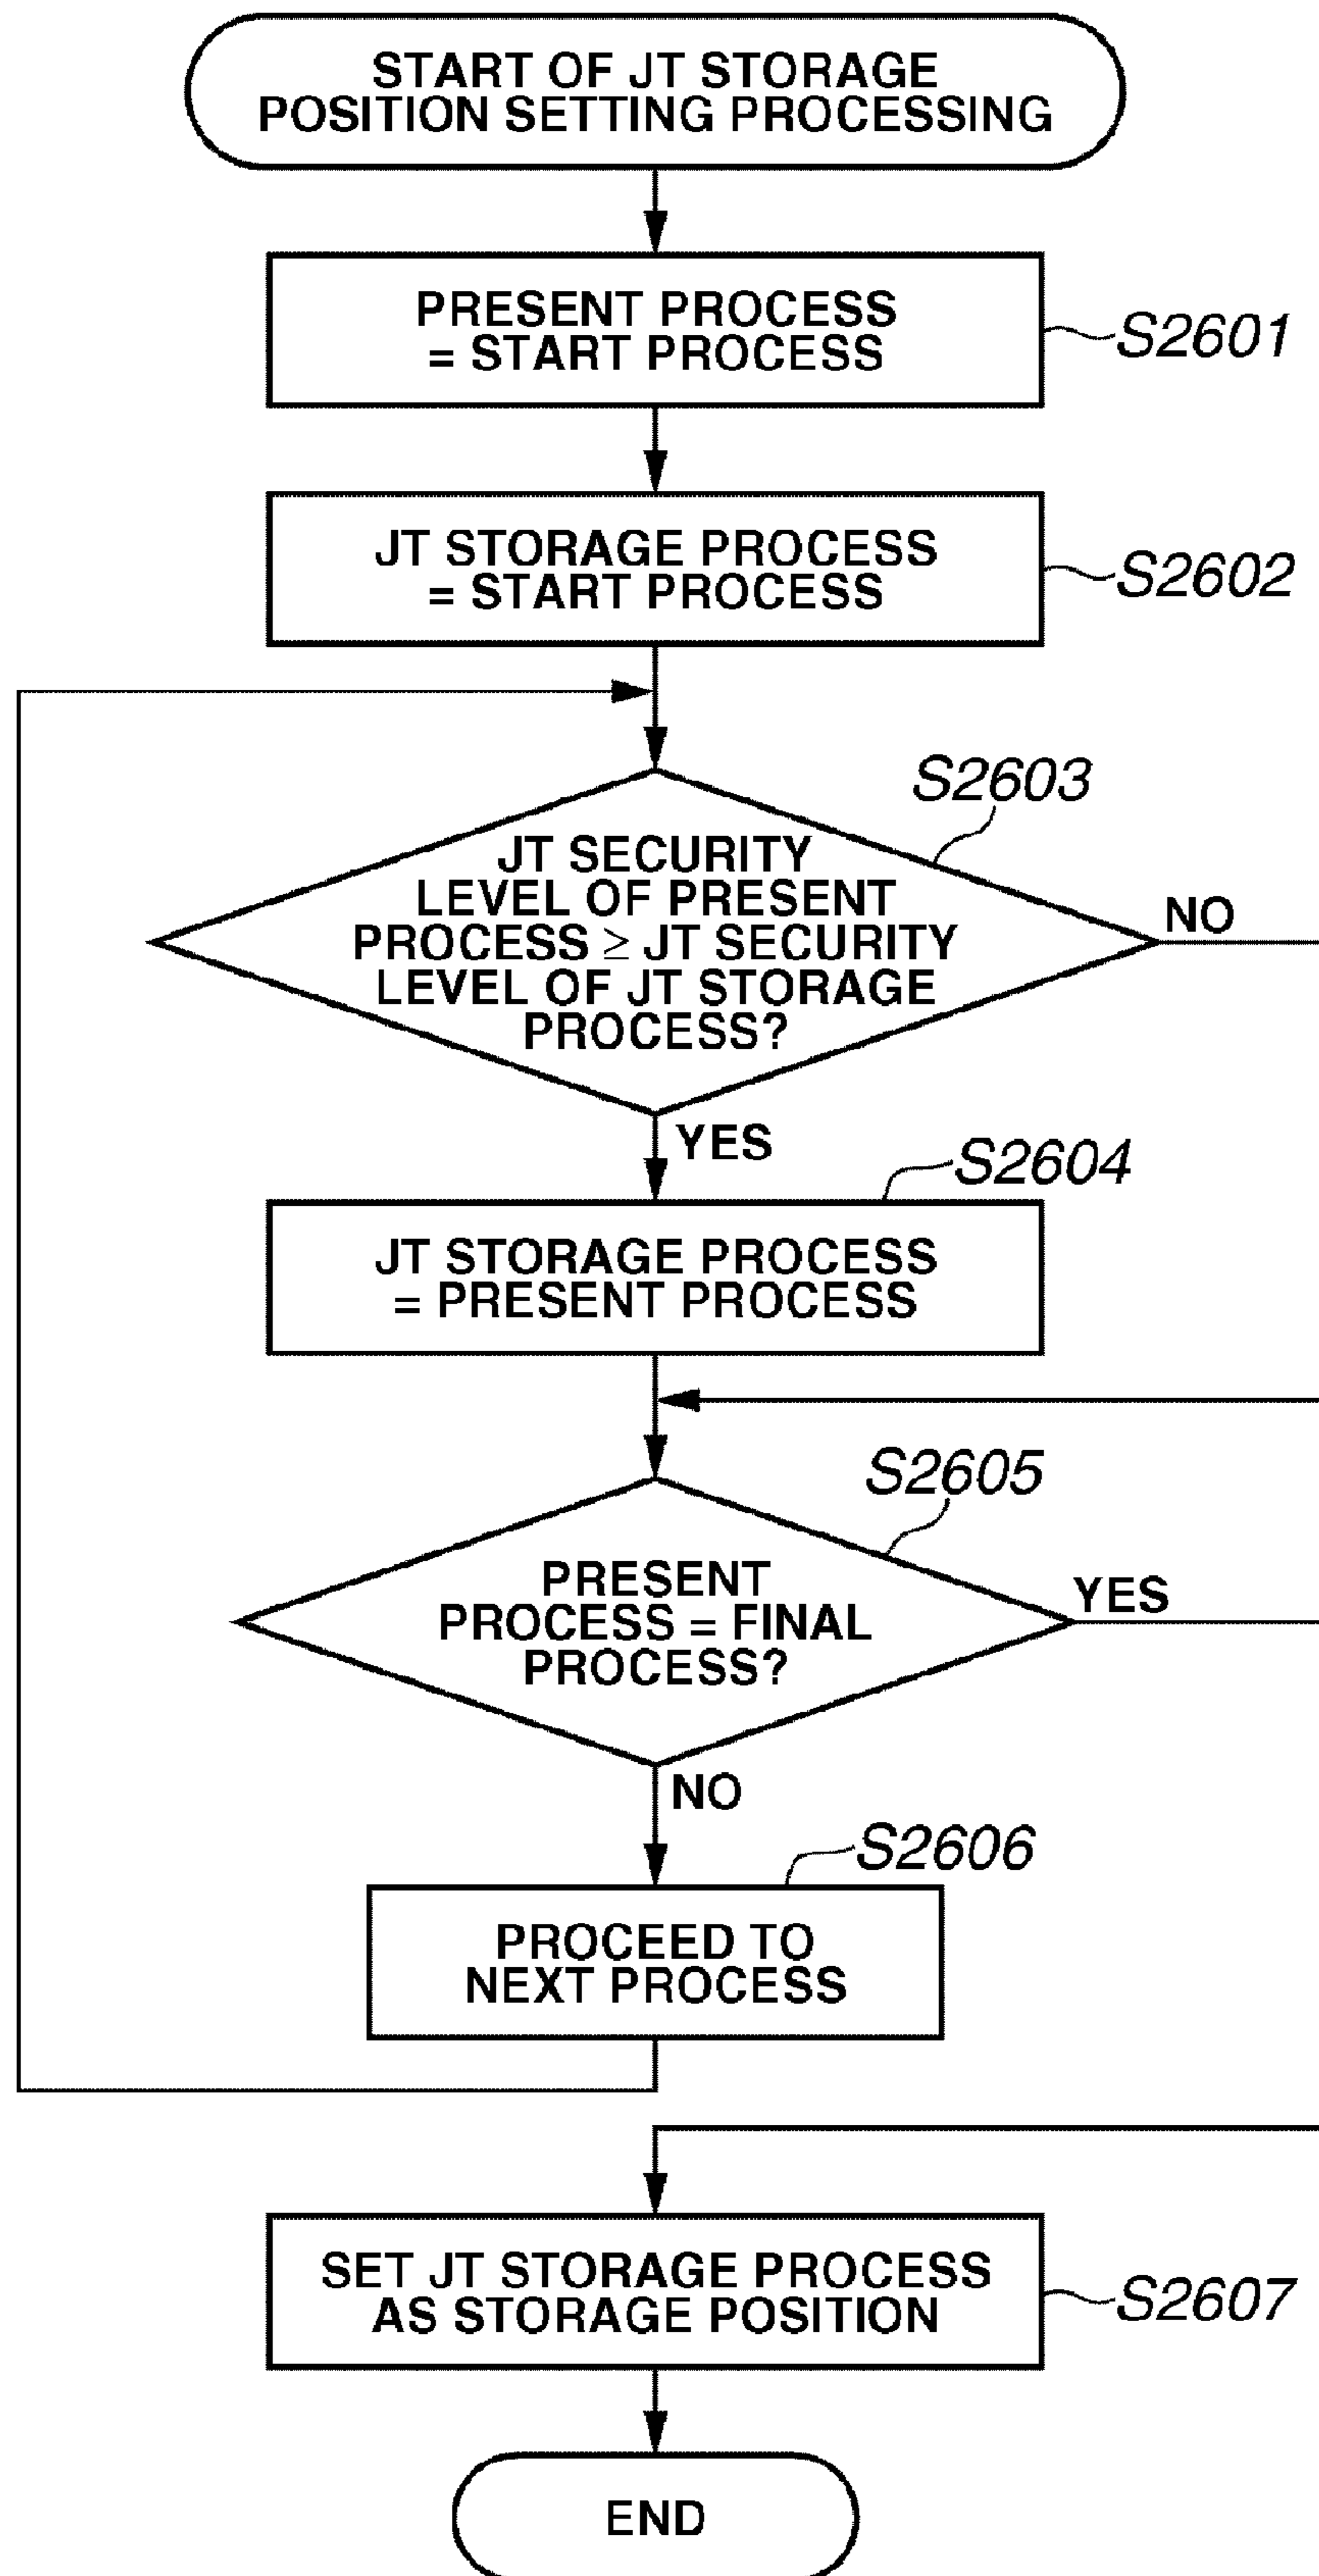 START OF JT STORAGE
POSITION SETTING PROCESSING
PRESENT PROCESS
= START PROCESS
S2601
JT STORAGE PROCESS
= START PROCESS
S2602
S2603
JT SECURITY
LEVEL OF PRESENT
PROCESS ≥ JT SECURITY
LEVEL OF JT STORAGE
PROCESS?
NO
YES
S2604
JT STORAGE PROCESS
= PRESENT PROCESS
S2605
PRESENT
PROCESS = FINAL
PROCESS?
YES
NO
S2606
PROCEED TO
NEXT PROCESS
SET JT STORAGE PROCESS
AS STORAGE POSITION
S2607
END